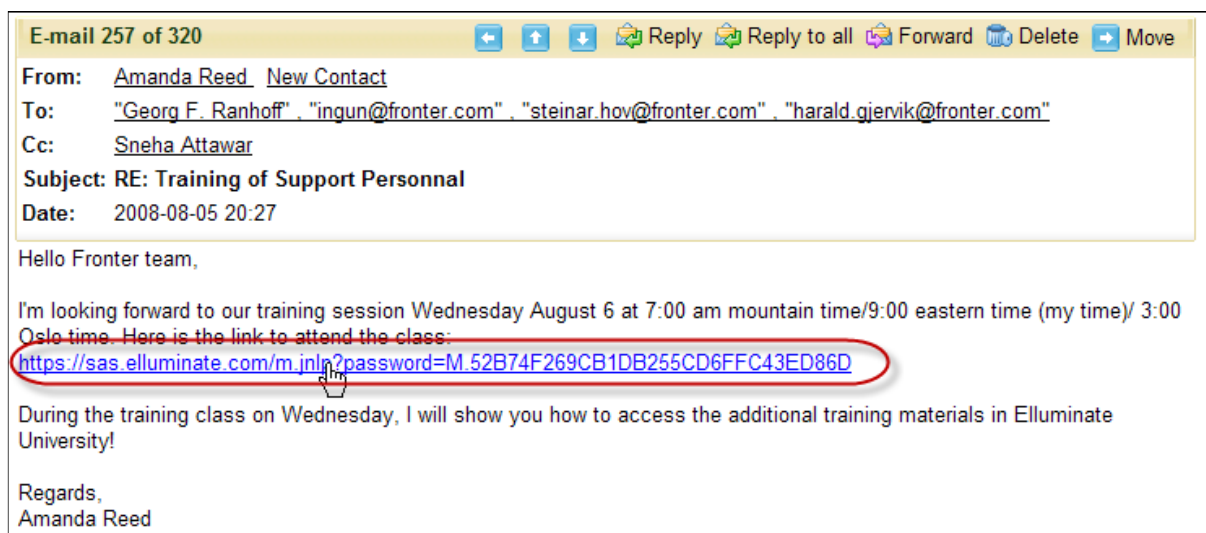 E-mail 257 of 320 Reply Reply to all Forward Delete Move
From: Amanda Reed New Contact
To: "Georg F. Ranhoff" , "ingun@fronter.com" , "steinar.hov@fronter.com" , "harald.gjervik@fronter.com"
Cc: Sneha Attawar
Subject: RE: Training of Support Personnal
Date: 2008-08-05 20:27
Hello Fronter team,
I'm looking forward to our training session Wednesday August 6 at 7:00 am mountain time/9:00 eastern time (my time)/ 3:00
Oslo time. Here is the link to attend the class:
https://sas.elluminate.com/m.jnlp?password=M.52B74F269CB1DB255CD6FFC43ED86D
During the training class on Wednesday, I will show you how to access the additional training materials in Elluminate
University!
Regards,
Amanda Reed